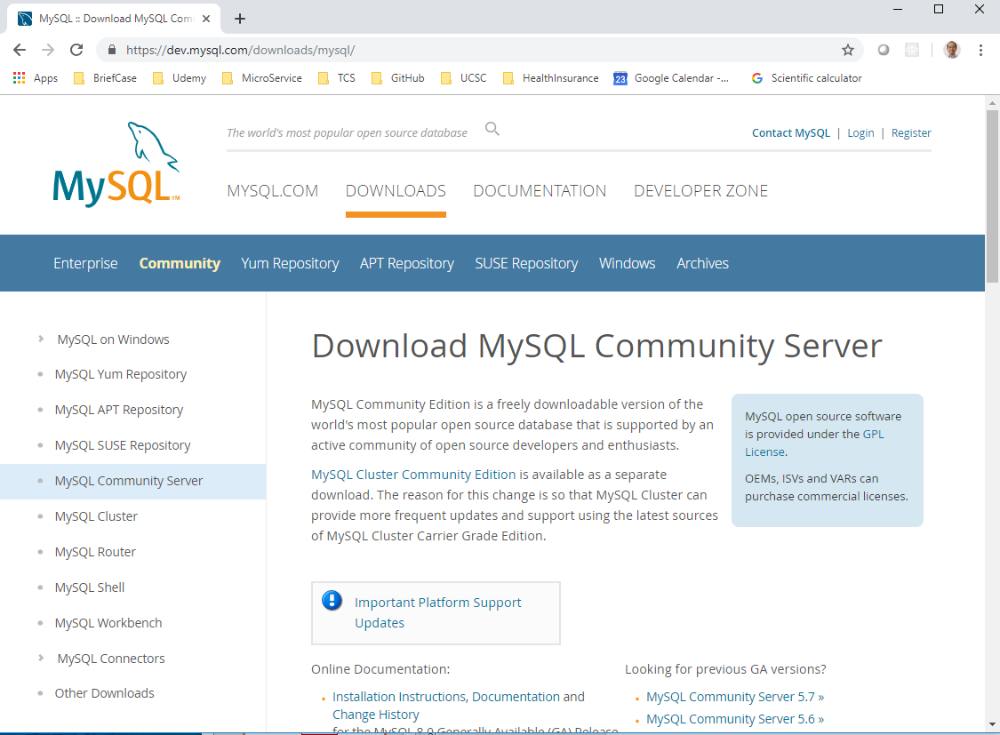 MySQL :: Download MySQL Com
https://dev.mysql.com/downloads/mysql/
Apps BriefCase Udemy MicroService TCS GitHub UCSC HealthInsurance 23 Google Calendar -... G Scientific calculator
MySQL™
The world's most popular open source database
Contact MySQL | Login | Register
MYSQL.COM DOWNLOADS DOCUMENTATION DEVELOPER ZONE
Enterprise Community Yum Repository APT Repository SUSE Repository Windows Archives
MySQL on Windows
MySQL Yum Repository
MySQL APT Repository
MySQL SUSE Repository
MySQL Community Server
MySQL Cluster
MySQL Router
MySQL Shell
MySQL Workbench
MySQL Connectors
Other Downloads
Download MySQL Community Server
MySQL Community Edition is a freely downloadable version of the
world's most popular open source database that is supported by an
active community of open source developers and enthusiasts.
MySQL Cluster Community Edition is available as a separate
download. The reason for this change is so that MySQL Cluster can
provide more frequent updates and support using the latest sources
of MySQL Cluster Carrier Grade Edition.
MySQL open source software
is provided under the GPL
License.
OEMs, ISVs and VARs can
purchase commercial licenses.
Important Platform Support
Updates
Online Documentation:
Installation Instructions, Documentation and
Change History
for the MySQL 8.0 Generally Available (GA) Release
Looking for previous GA versions?
MySQL Community Server 5.7 »
MySQL Community Server 5.6 »